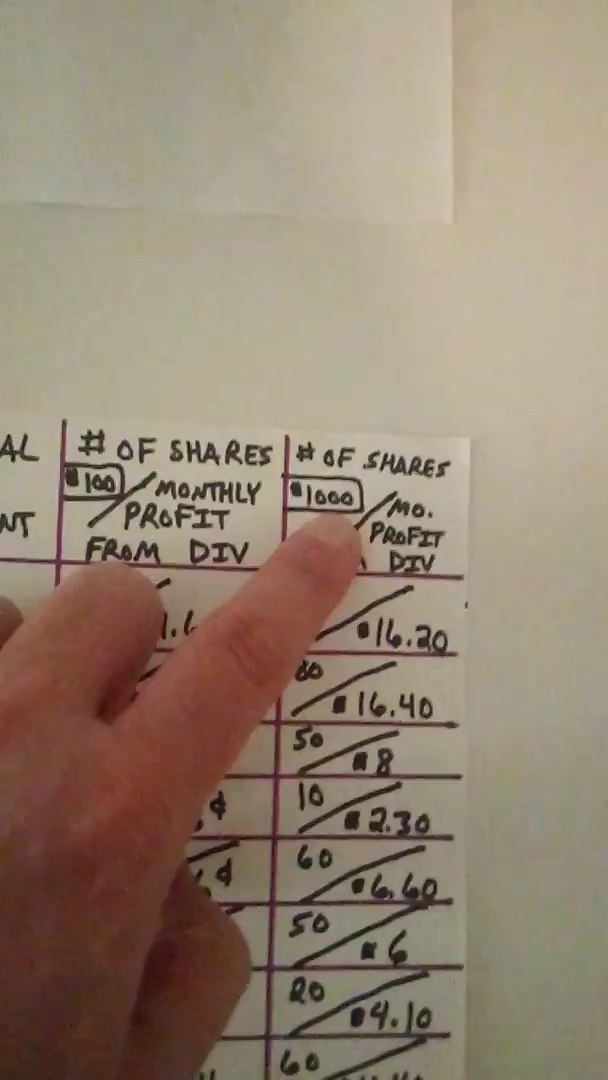 AL
NT
# OF SHARES
$100 / MONTHLY
PROFIT
FROM DIV
# OF SHARES
$1000 / MO.
PROFIT
DIV
$16.20
$16.40
50
$8
¢
10
$2.30
¢
60
$6.60
50
$6
20
$4.10
60